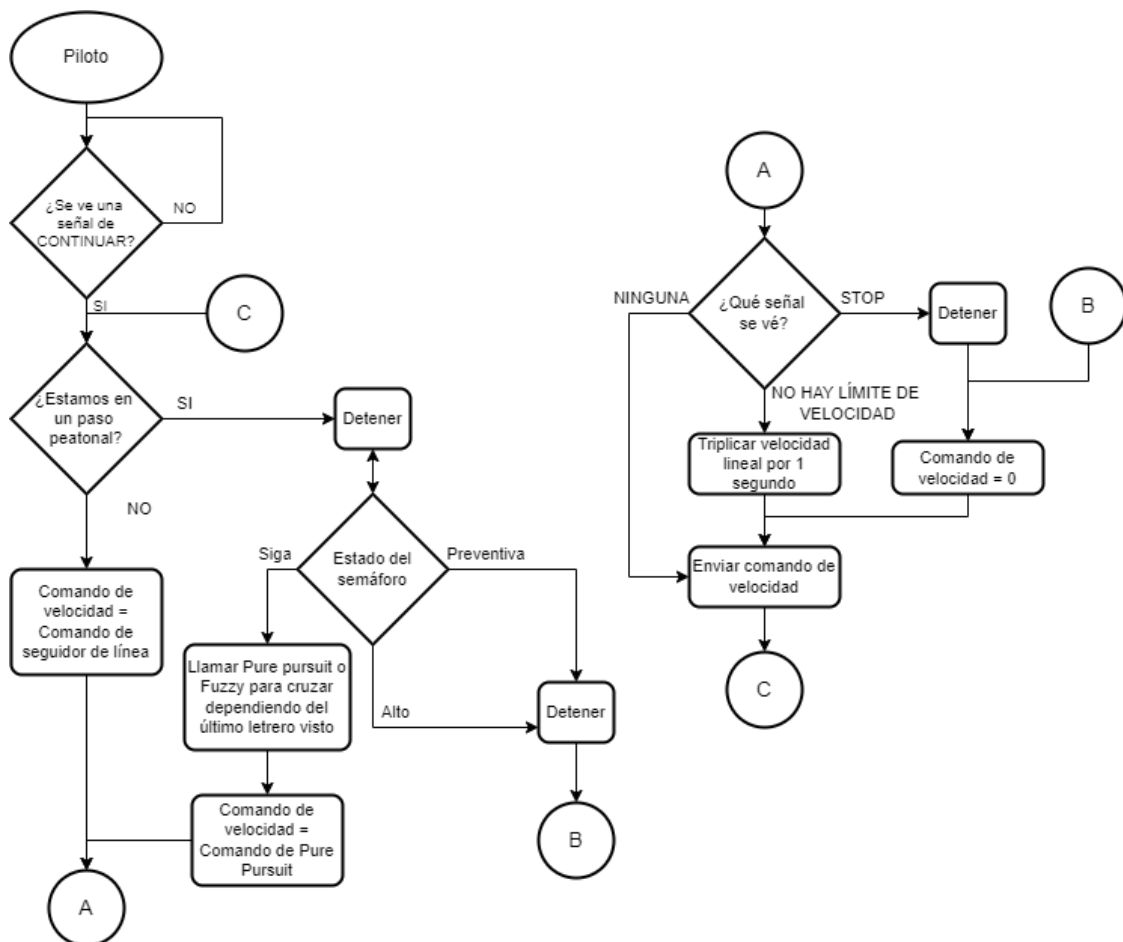 Piloto
¿Se ve una
señal de
CONTINUAR?
NO
SI
C
¿Estamos en
un paso
peatonal?
SI
Detener
NO
Siga
Estado del
semáforo
Preventiva
Comando de
velocidad =
Comando de
seguidor de línea
Llamar Pure pursuit o
Fuzzy para cruzar
dependiendo del
último letrero visto
Alto
Detener
Comando de
velocidad =
Comando de Pure
Pursuit
B
A
A
NINGUNA
¿Qué señal
se vé?
STOP
Detener
B
NO HAY LÍMITE DE
VELOCIDAD
Triplicar velocidad
lineal por 1
segundo
Comando de
velocidad = 0
Enviar comando de
velocidad
C